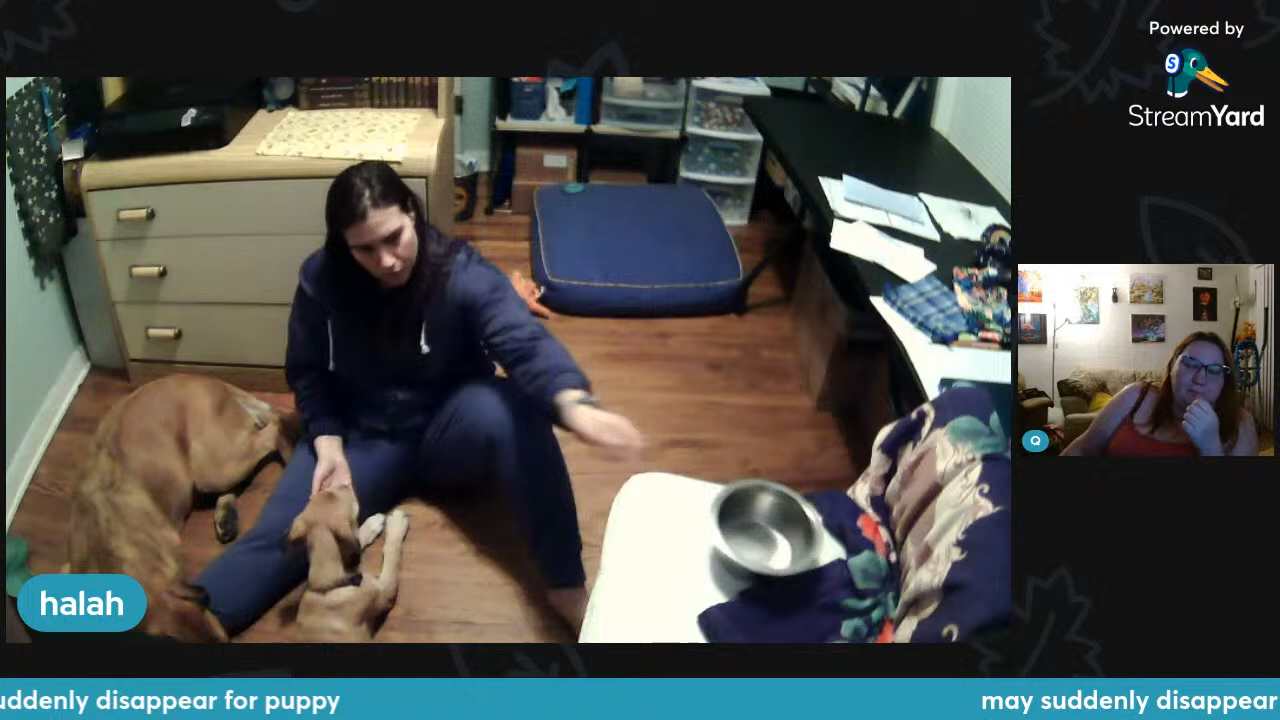 Powered by
StreamYard
halah
Q
uddenly disappear for puppy
may suddenly disappear